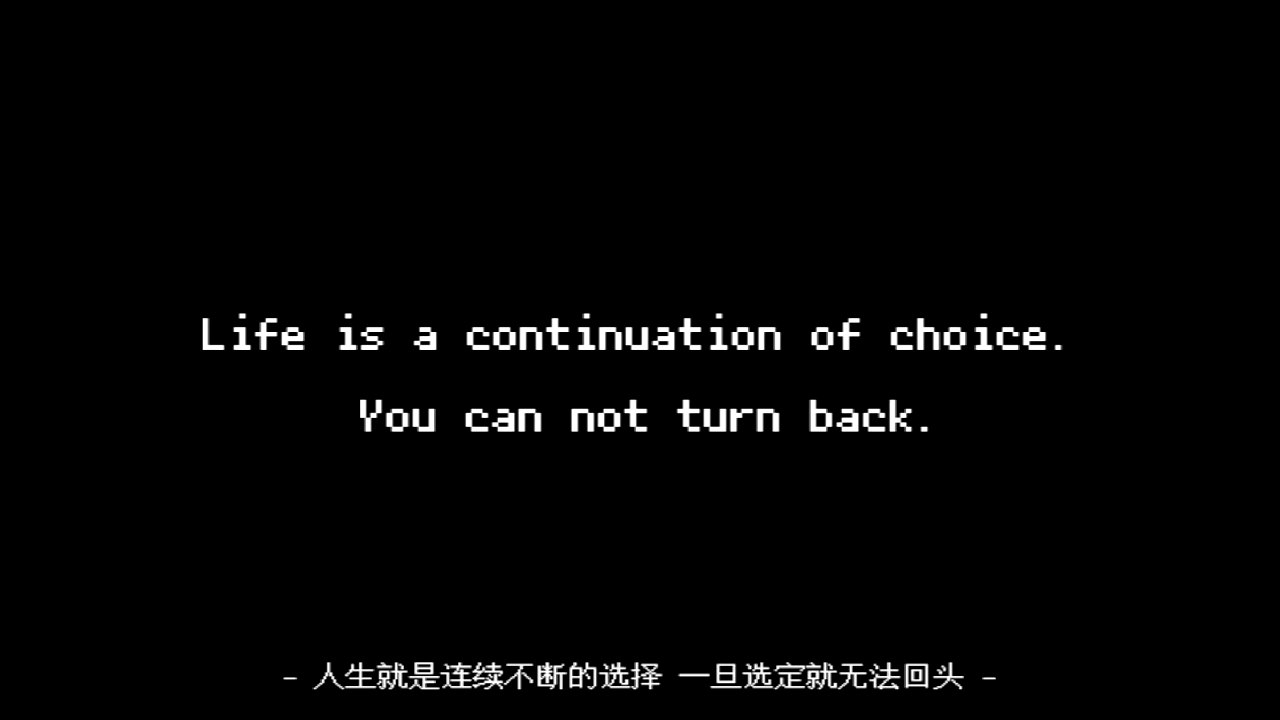 Life is a continuation of choice.
You can not turn back.
- 人生就是连续不断的选择 一旦选定就无法回头 -